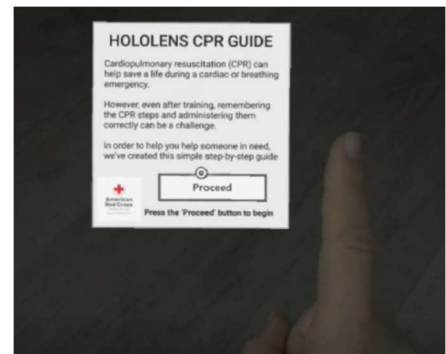 HOLOLENS CPR GUIDE
Cardiopulmonary resuscitation (CPR) can
help save a life during a cardiac or breathing
emergency.
However, even after training, remembering
the CPR steps and administering them
correctly can be a challenge.
In order to help you help someone in need,
we've created this simple step-by-step guide
Proceed
American
Red Cross
Press the 'Proceed' button to begin